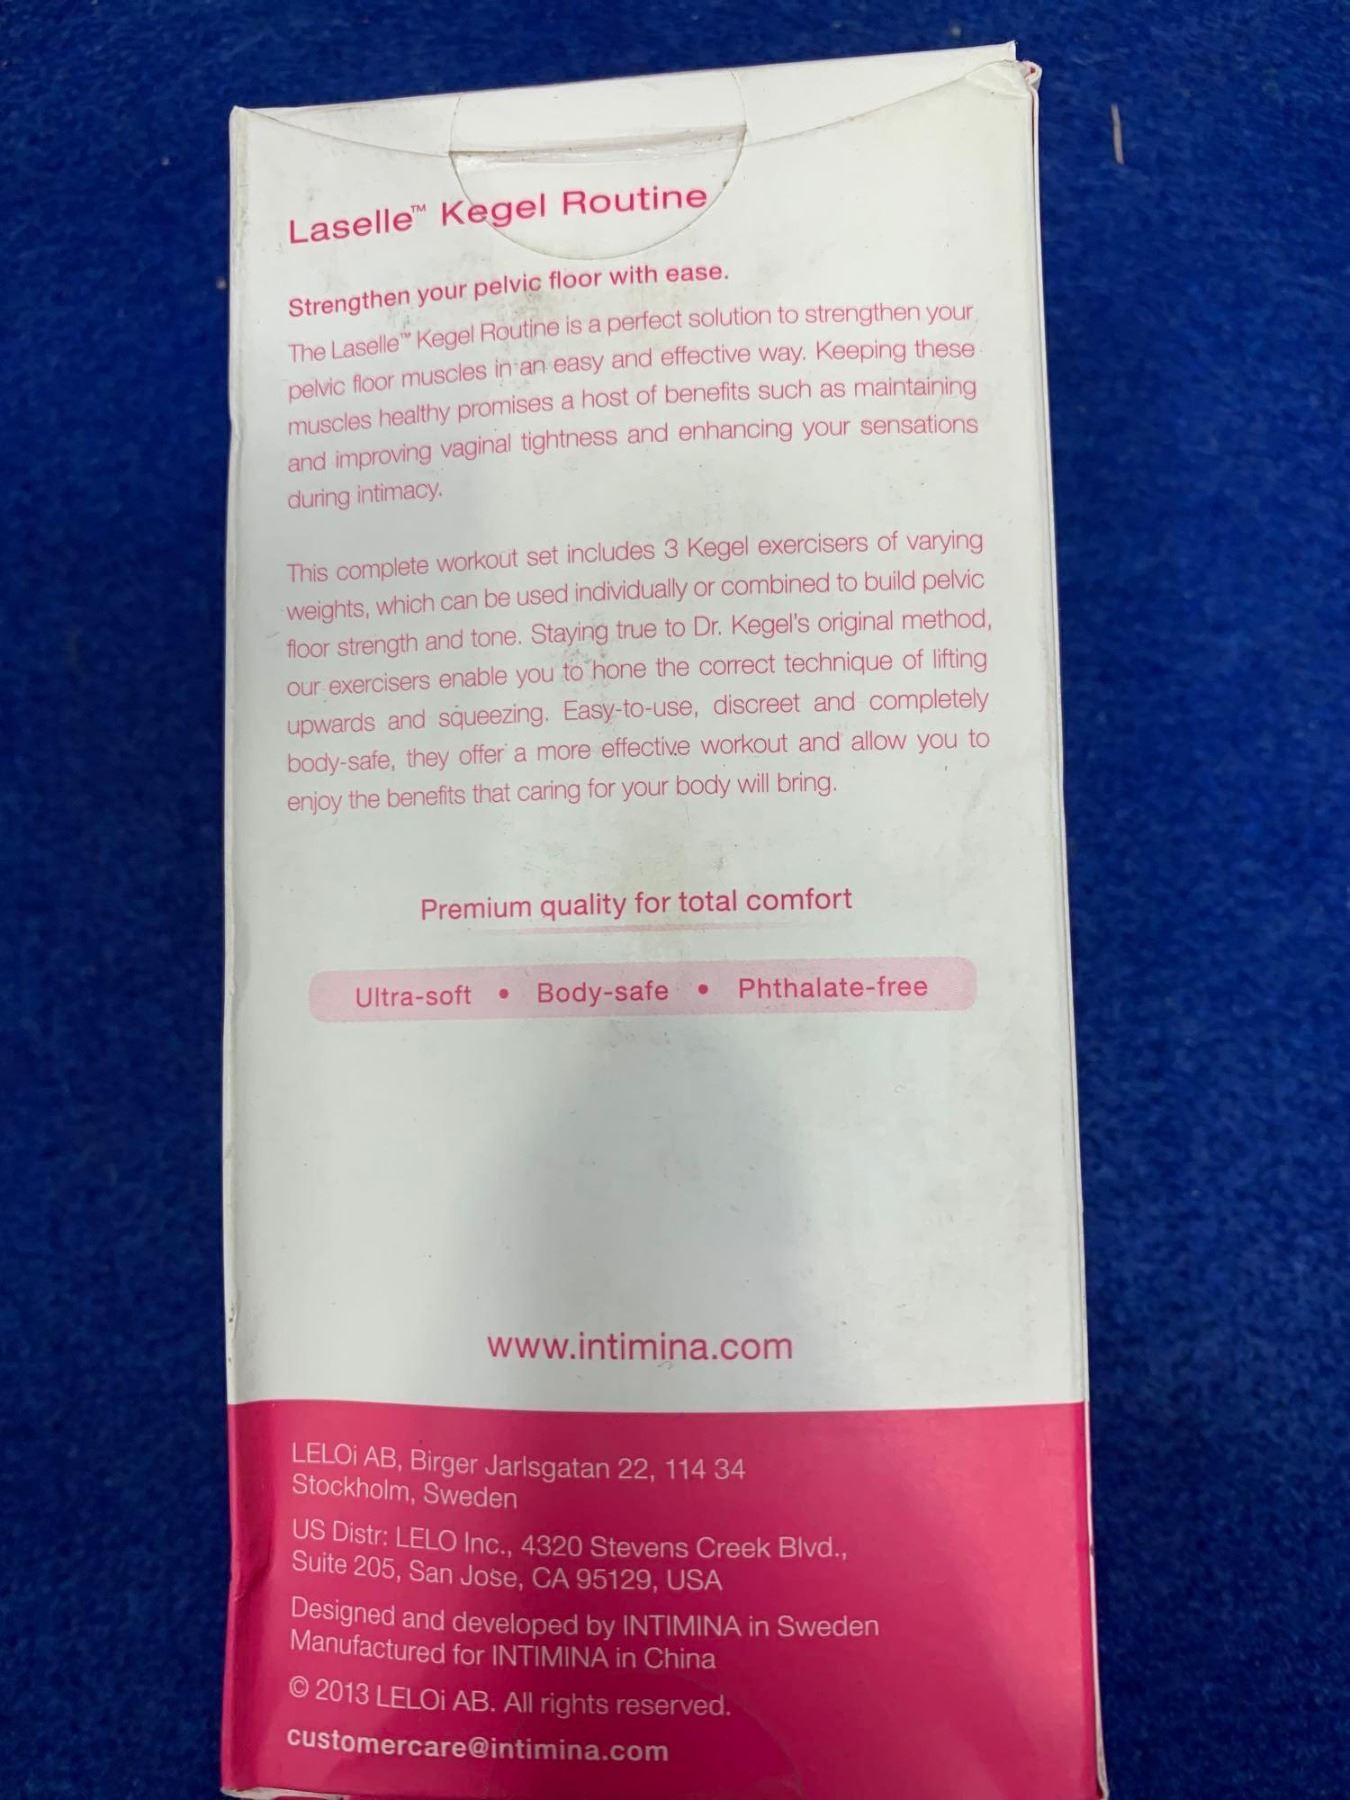 Laselle™ Kegel Routine
Strengthen your pelvic floor with ease.
The Laselle™ Kegel Routine is a perfect solution to strengthen your
pelvic floor muscles in an easy and effective way. Keeping these
muscles healthy promises a host of benefits such as maintaining
and improving vaginal tightness and enhancing your sensations
during intimacy.
This complete workout set includes 3 Kegel exercisers of varying
weights, which can be used individually or combined to build pelvic
floor strength and tone. Staying true to Dr. Kegel's original method,
our exercisers enable you to hone the correct technique of lifting
upwards and squeezing. Easy-to-use, discreet and completely
body-safe, they offer a more effective workout and allow you to
enjoy the benefits that caring for your body will bring.
Premium quality for total comfort
Ultra-soft • Body-safe • Phthalate-free
www.intimina.com
LELOi AB, Birger Jarlsgatan 22, 114 34
Stockholm, Sweden
US Distr: LELO Inc., 4320 Stevens Creek Blvd.,
Suite 205, San Jose, CA 95129, USA
Designed and developed by INTIMINA in Sweden
Manufactured for INTIMINA in China
© 2013 LELOi AB. All rights reserved.
customercare@intimina.com